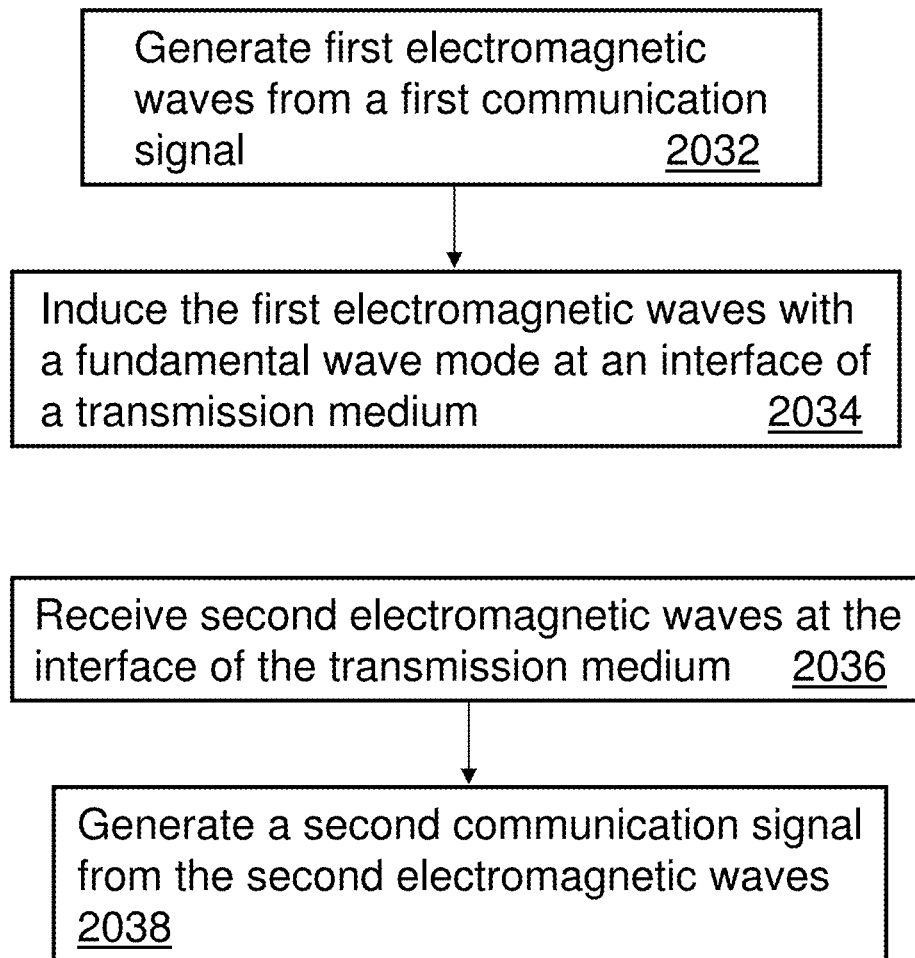 Generate first electromagnetic
waves from a first communication
signal 2032
Induce the first electromagnetic waves with
a fundamental wave mode at an interface of
a transmission medium 2034
Receive second electromagnetic waves at the
interface of the transmission medium 2036
Generate a second communication signal
from the second electromagnetic waves
2038